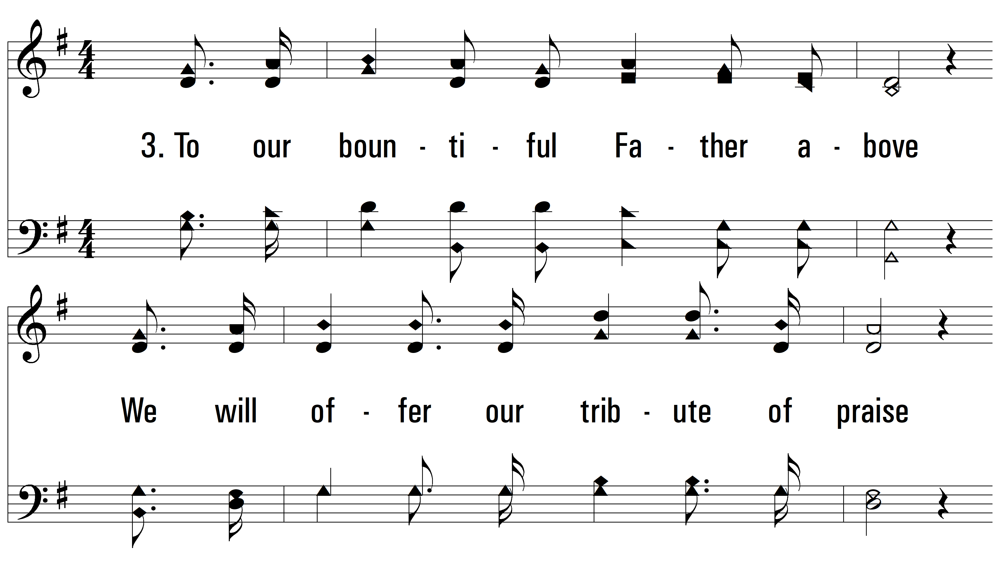 3. To our boun - ti - ful Fa - ther a - bove
We will of - fer our trib - ute of praise